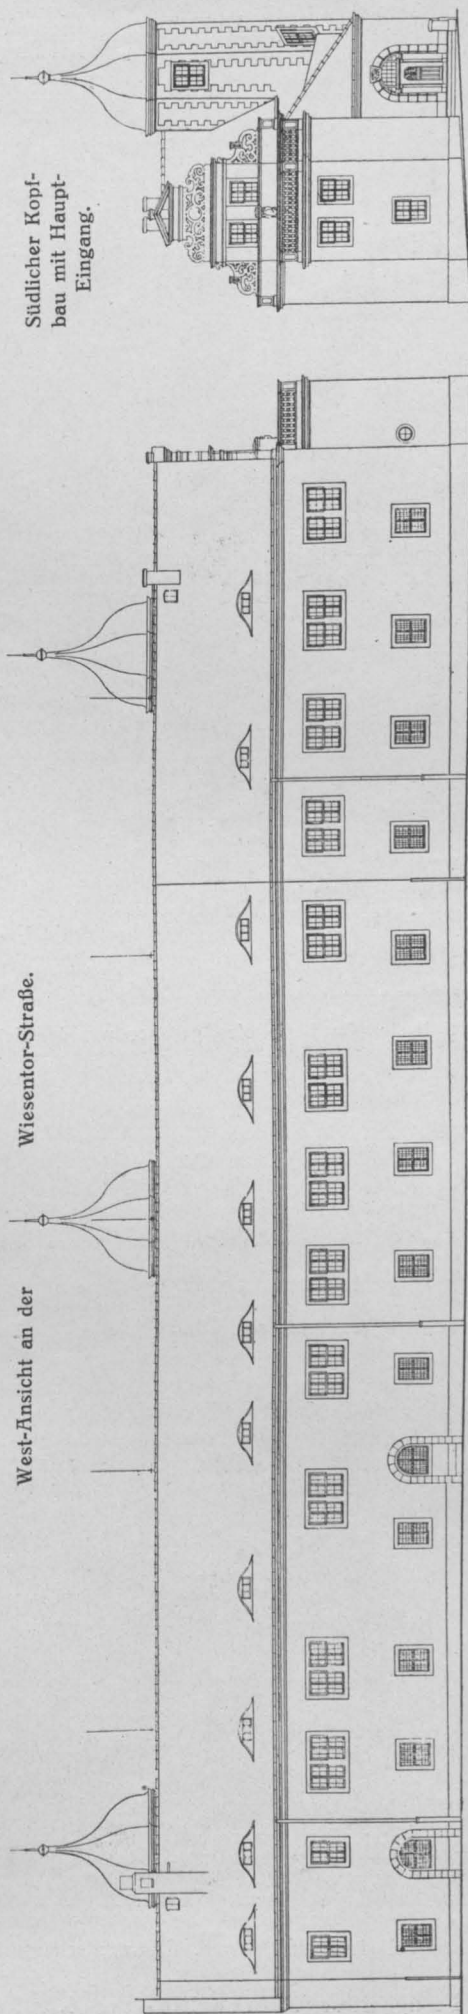 West-Ansicht an der Wiesentor-Straße.
Südlicher Kopf-
bau mit Haupt-
Eingang.